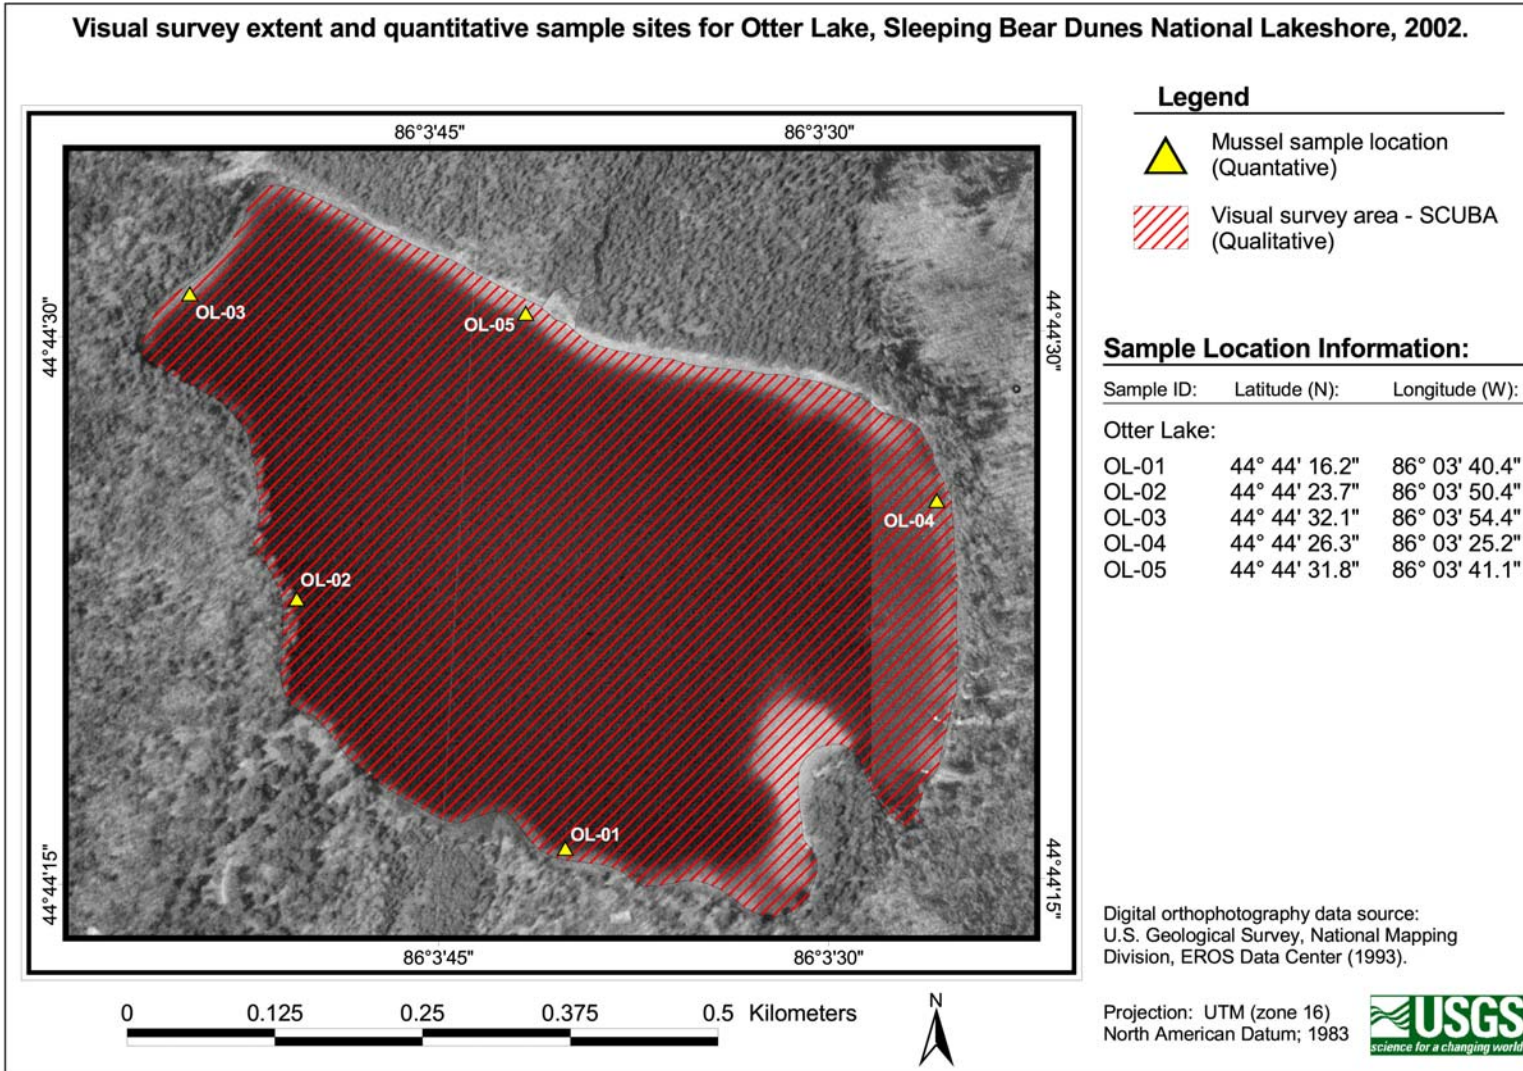 Visual survey extent and quantitative sample sites for Otter Lake, Sleeping Bear Dunes National Lakeshore, 2002.
86°3'45" 86°3'30"
44°44'30" 44°44'30"
OL-03
OL-05
OL-04
OL-02
OL-01
44°44'15" 44°44'15"
86°3'45" 86°3'30"
0 0.125 0.25 0.375 0.5 Kilometers
N
Legend
Mussel sample location
(Quantative)
Visual survey area - SCUBA
(Qualitative)
Sample Location Information:
Sample ID: Latitude (N): Longitude (W):
Otter Lake:
OL-01 44° 44' 16.2" 86° 03' 40.4"
OL-02 44° 44' 23.7" 86° 03' 50.4"
OL-03 44° 44' 32.1" 86° 03' 54.4"
OL-04 44° 44' 26.3" 86° 03' 25.2"
OL-05 44° 44' 31.8" 86° 03' 41.1"
Digital orthophotography data source:
U.S. Geological Survey, National Mapping
Division, EROS Data Center (1993).
Projection: UTM (zone 16)
North American Datum; 1983
USGS
science for a changing world